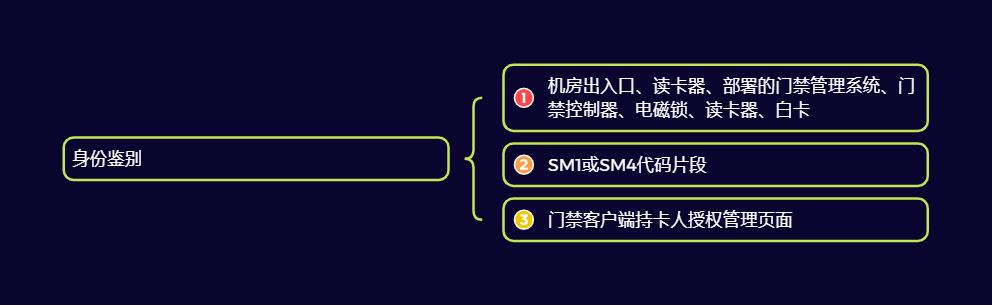 身份鉴别
1 机房出入口、读卡器、部署的门禁管理系统、门
禁控制器、电磁锁、读卡器、白卡
2 SM1或SM4代码片段
3 门禁客户端持卡人授权管理页面